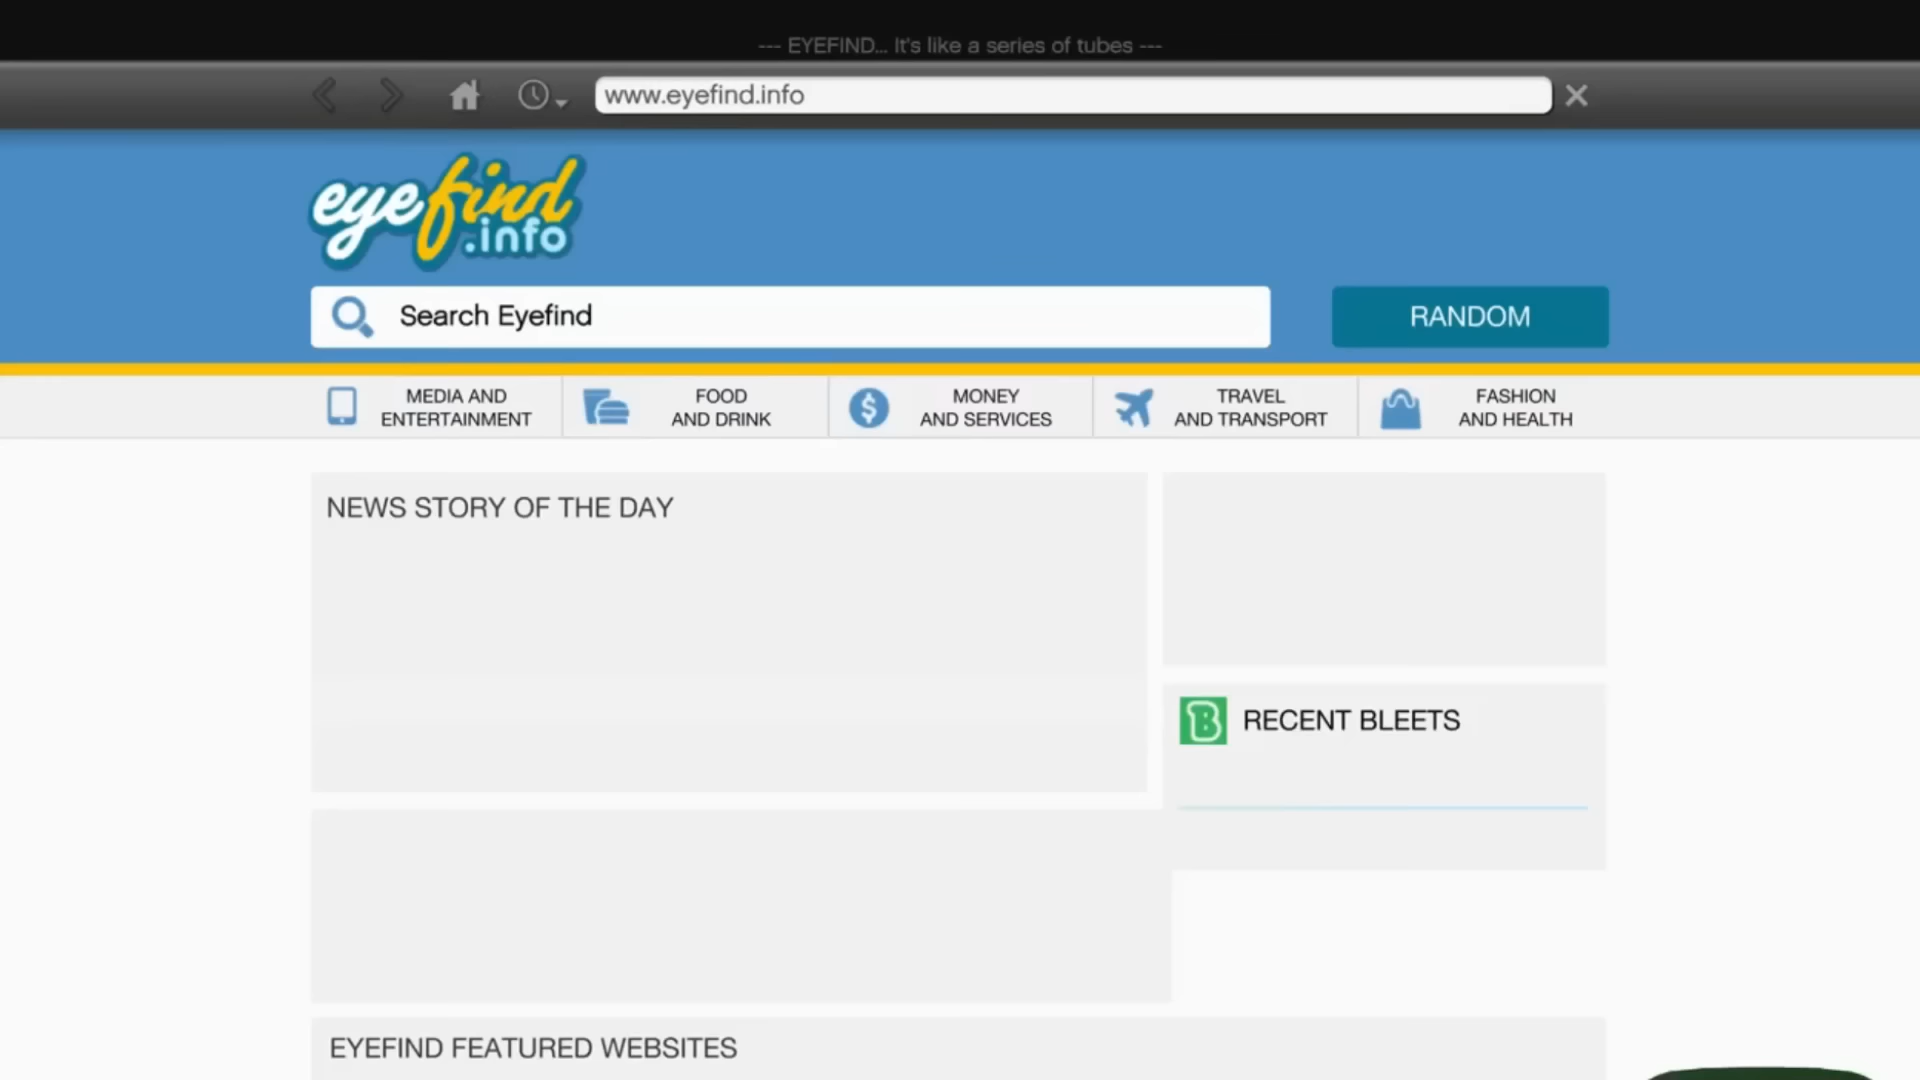 --- EYEFIND... It's like a series of tubes ---
www.eyefind.info
eyefind
.info
Search Eyefind
RANDOM
MEDIA AND
ENTERTAINMENT
FOOD
AND DRINK
MONEY
AND SERVICES
TRAVEL
AND TRANSPORT
FASHION
AND HEALTH
NEWS STORY OF THE DAY
B RECENT BLEETS
EYEFIND FEATURED WEBSITES